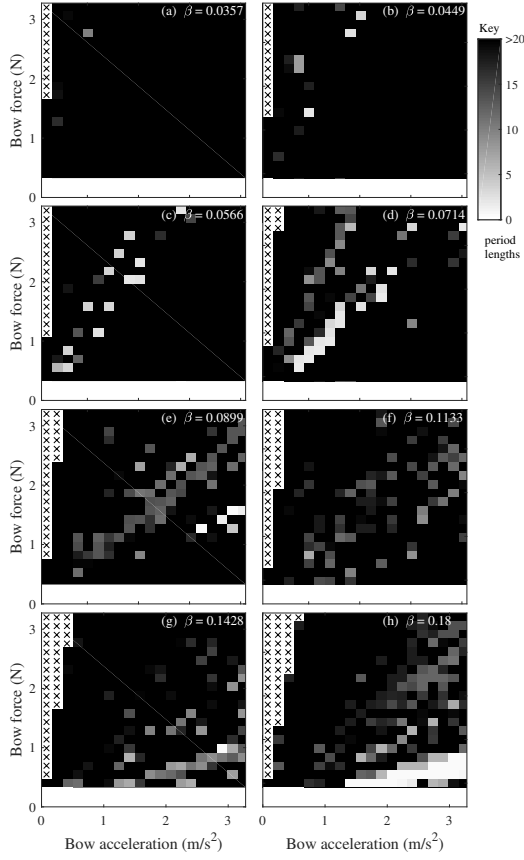 (a) β = 0.0357
(b) β = 0.0449
Key
>20
15
10
5
0
period
lengths
Bow force (N)
3
2
1
0
(c) β = 0.0566
(d) β = 0.0714
Bow force (N)
3
2
1
0
(e) β = 0.0899
(f) β = 0.1133
Bow force (N)
3
2
1
0
(g) β = 0.1428
(h) β = 0.18
Bow force (N)
3
2
1
0
0 1 2 3
0 1 2 3
Bow acceleration (m/s²)
Bow acceleration (m/s²)